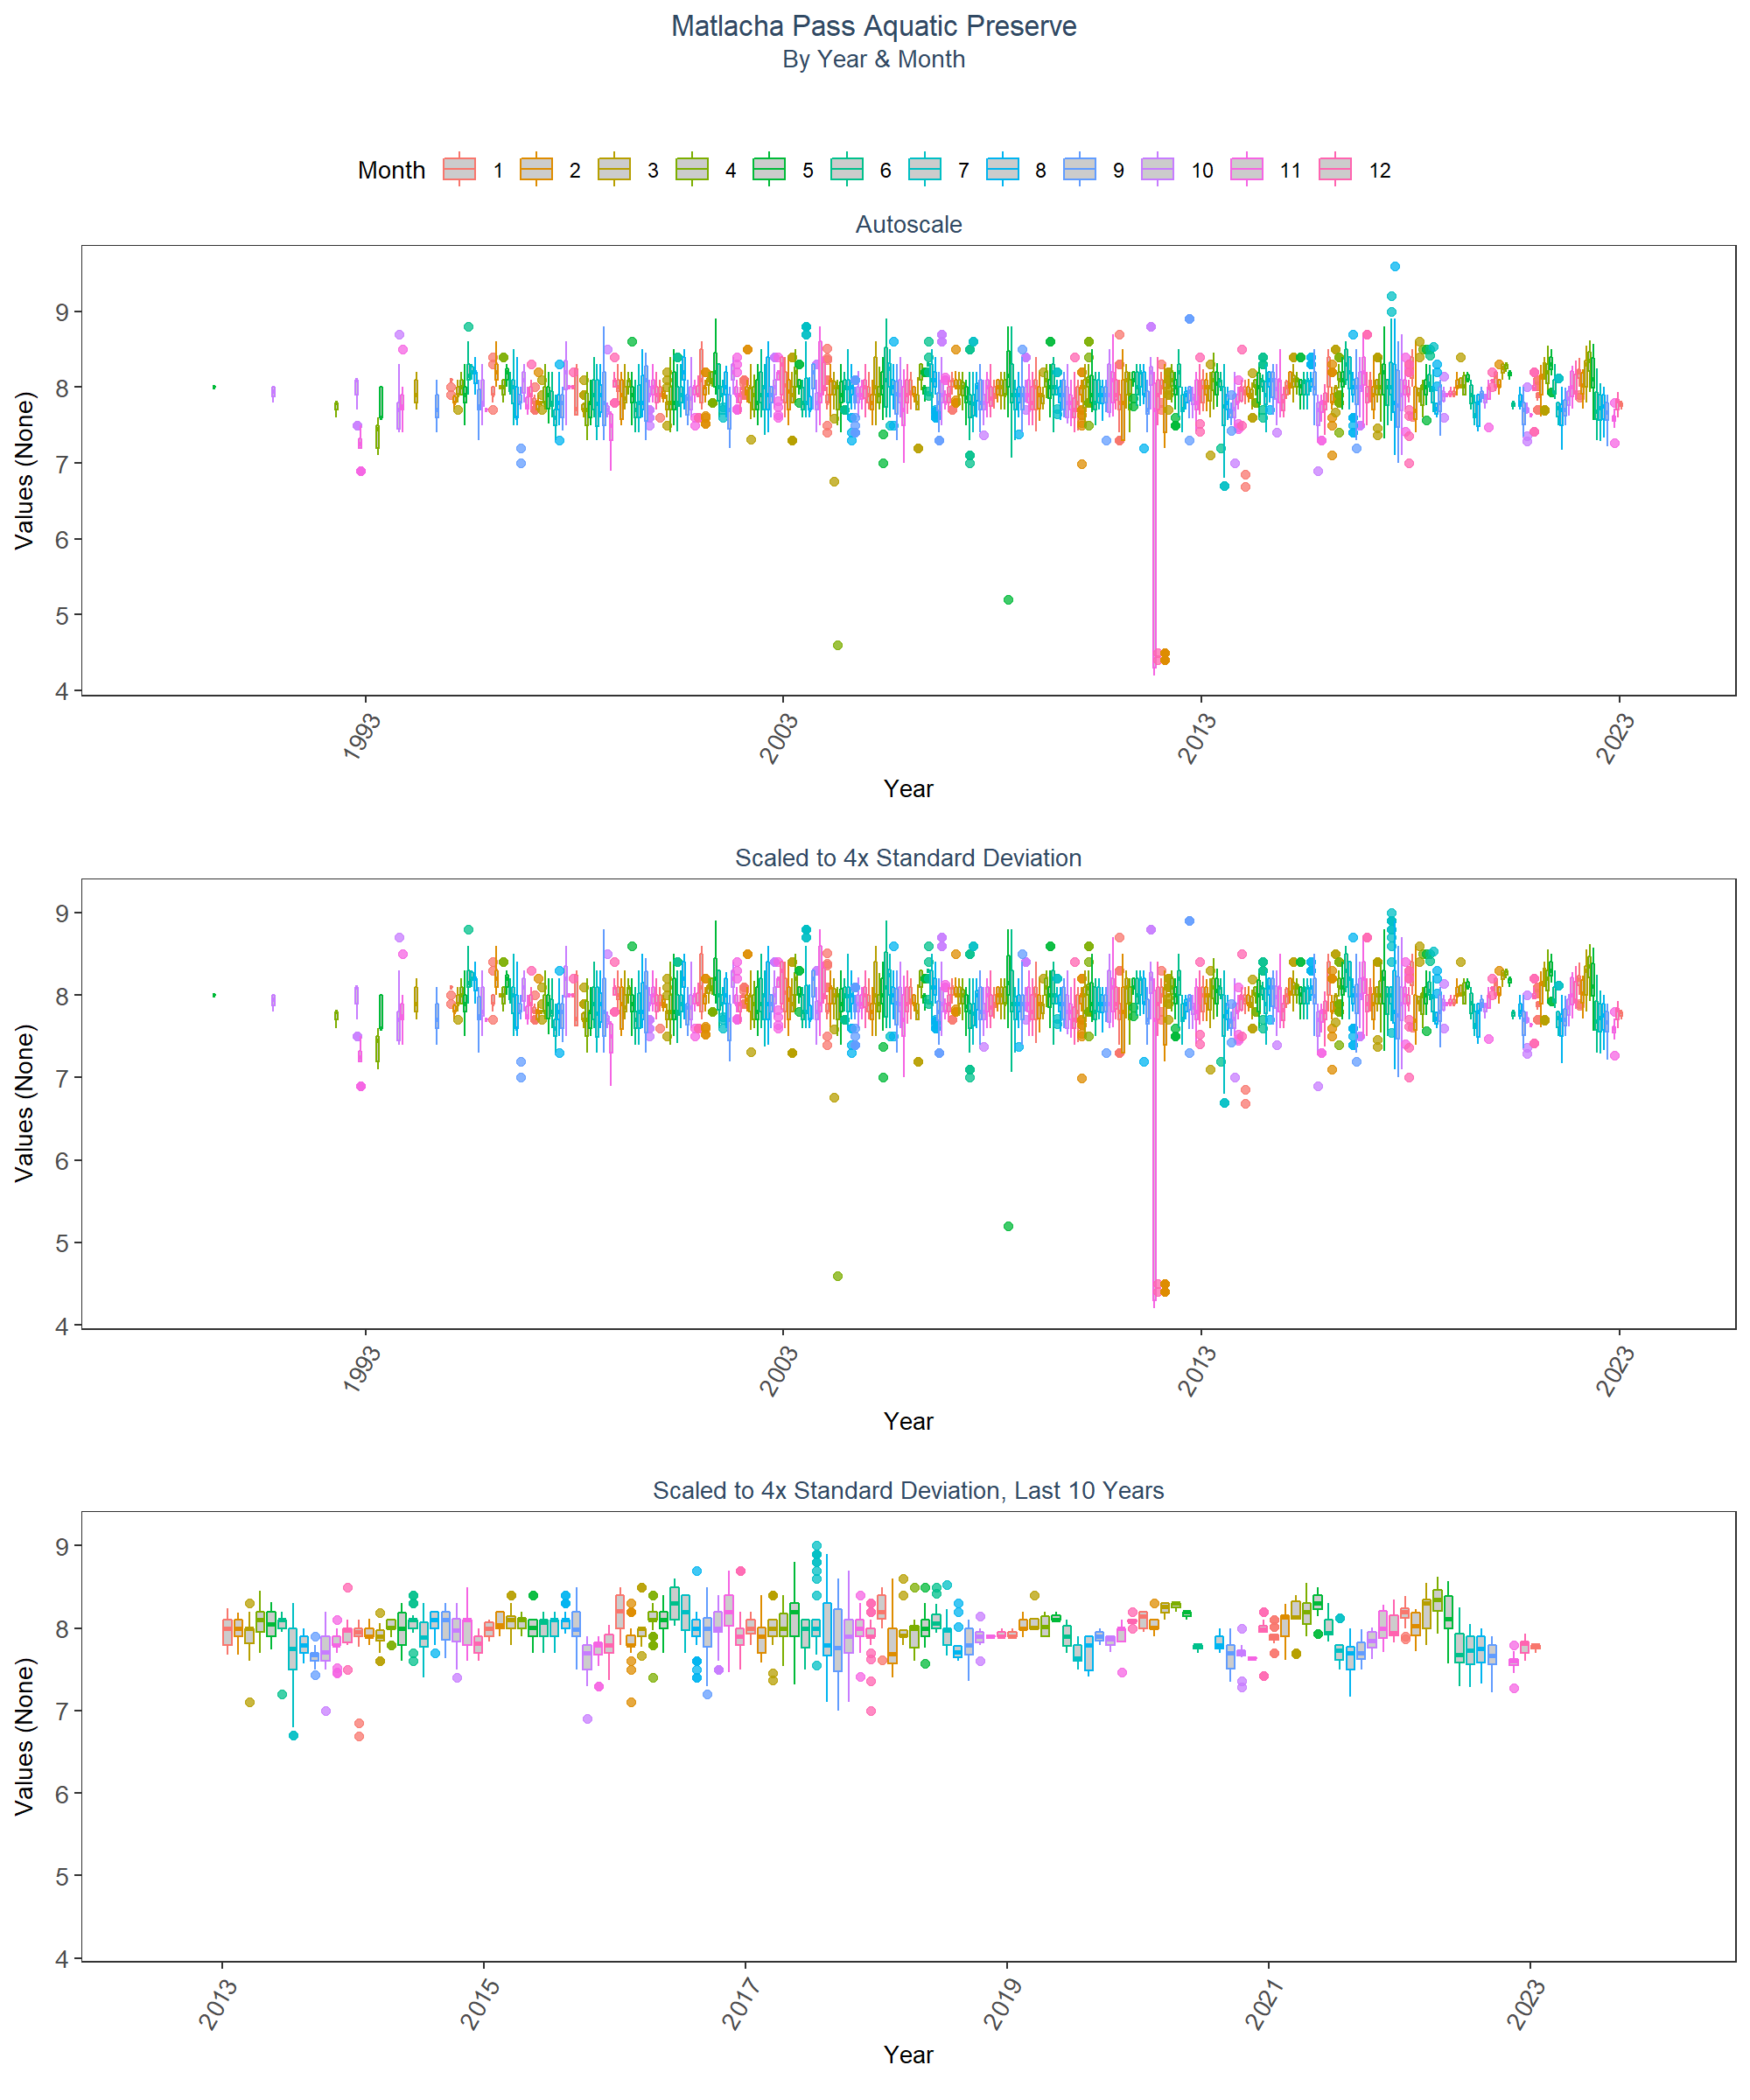 Matlacha Pass Aquatic Preserve
By Year & Month
Month 1 2 3 4 5 6 7 8 9 10 11 12
Autoscale
Values (None)
9
8
7
6
5
4
1993 2003 2013 2023
Year
Scaled to 4x Standard Deviation
Values (None)
9
8
7
6
5
4
1993 2003 2013 2023
Year
Scaled to 4x Standard Deviation, Last 10 Years
Values (None)
9
8
7
6
5
4
2013 2015 2017 2019 2021 2023
Year